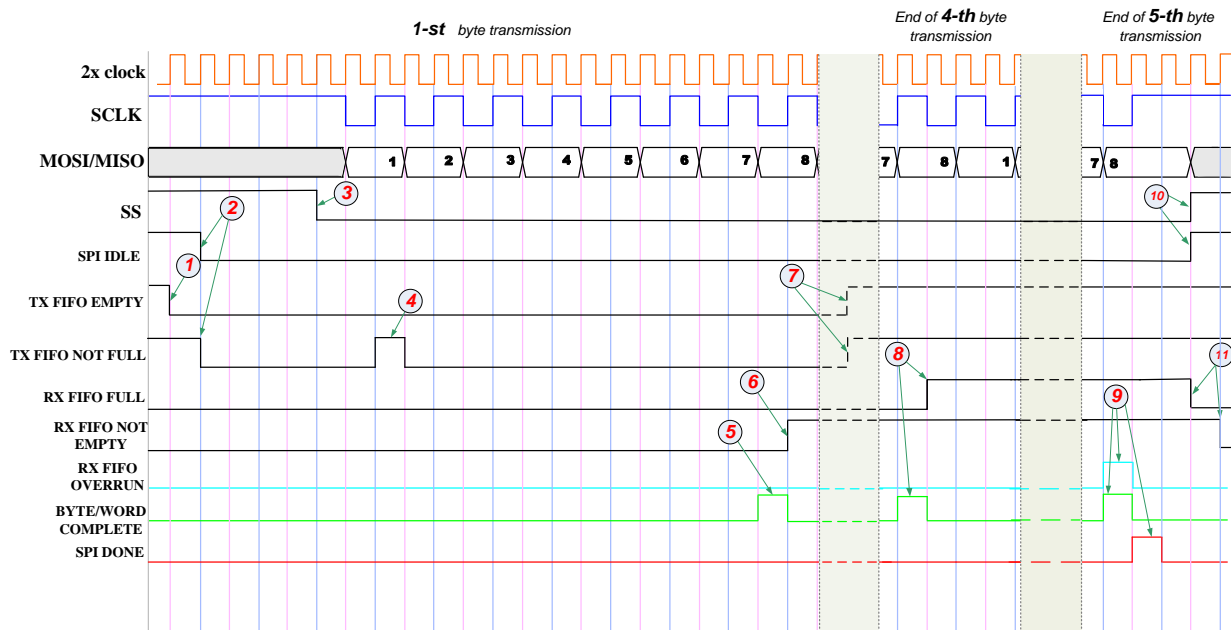 1-st byte transmission
End of 4-th byte
transmission
End of 5-th byte
transmission
2x clock
SCLK
MOSI/MISO
1 2 3 4 5 6 7 8 7 8 1 7 8
SS
3
10
2
SPI IDLE
1
TX FIFO EMPTY
4
7
TX FIFO NOT FULL
8
11
RX FIFO FULL
6
9
RX FIFO NOT
EMPTY
5
RX FIFO
OVERRUN
BYTE/WORD
COMPLETE
SPI DONE